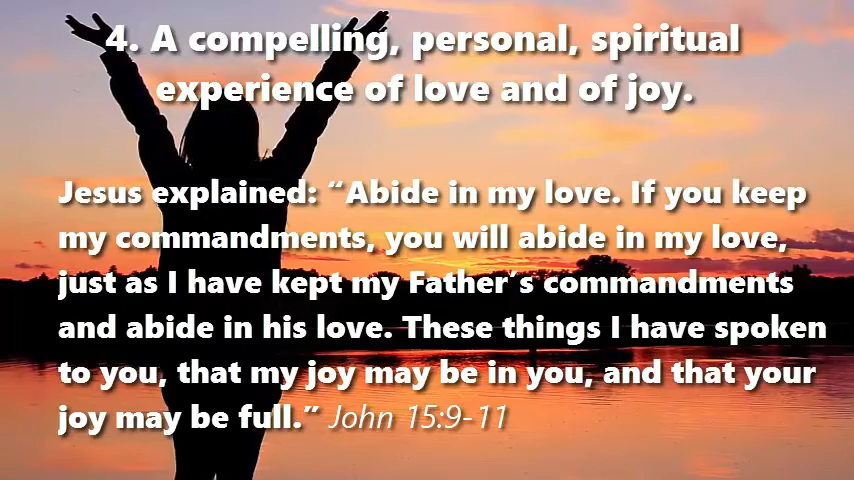 4. A compelling, personal, spiritual
experience of love and of joy.
Jesus explained: “Abide in my love. If you keep
my commandments, you will abide in my love,
just as I have kept my Father’s commandments
and abide in his love. These things I have spoken
to you, that my joy may be in you, and that your
joy may be full.” John 15:9-11